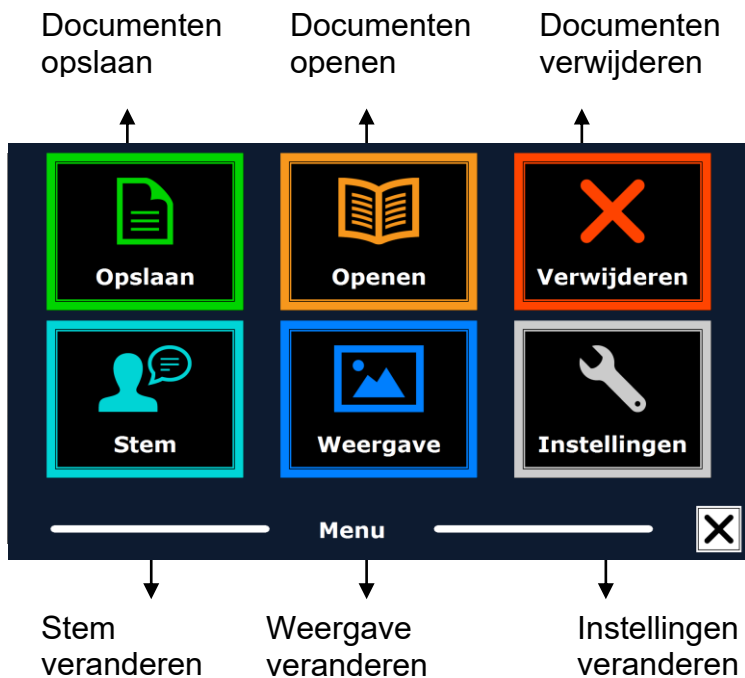 Documenten
opslaan
Documenten
openen
Documenten
verwijderen
Opslaan
Openen
Verwijderen
Stem
Weergave
Instellingen
Menu
Stem
veranderen
Weergave
veranderen
Instellingen
veranderen